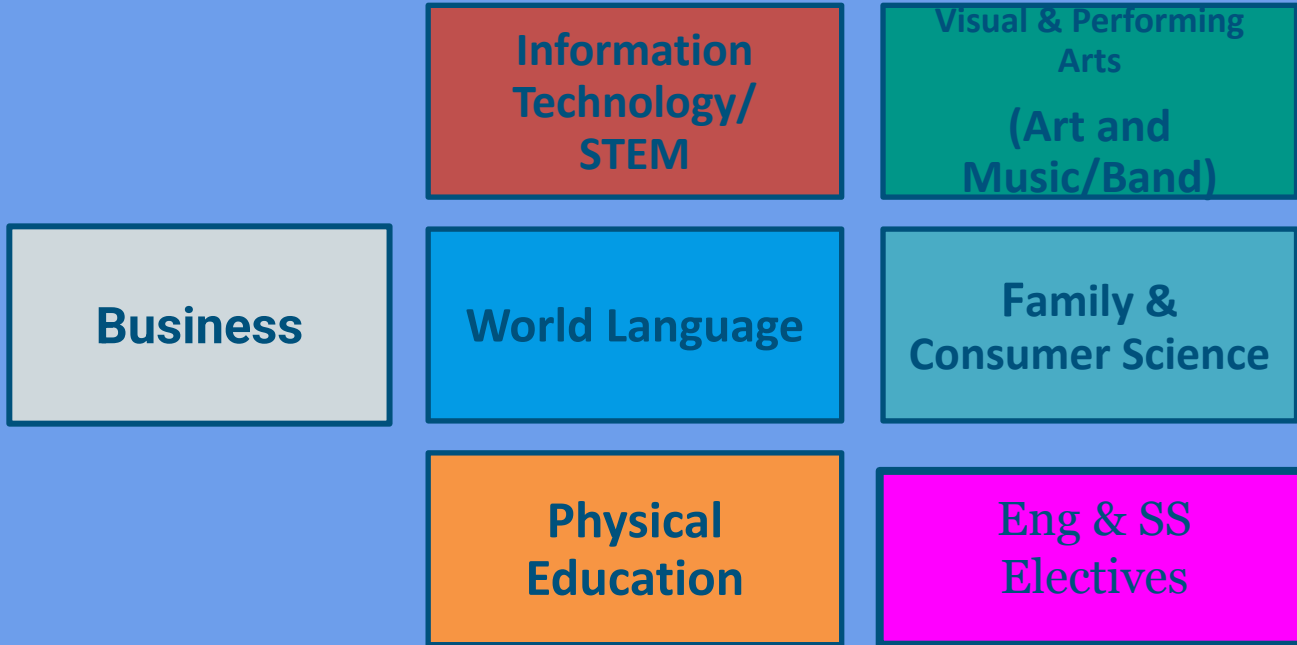 Information
Technology/
STEM
Visual & Performing
Arts
(Art and
Music/Band)
Business
World Language
Family &
Consumer Science
Physical
Education
Eng & SS
Electives